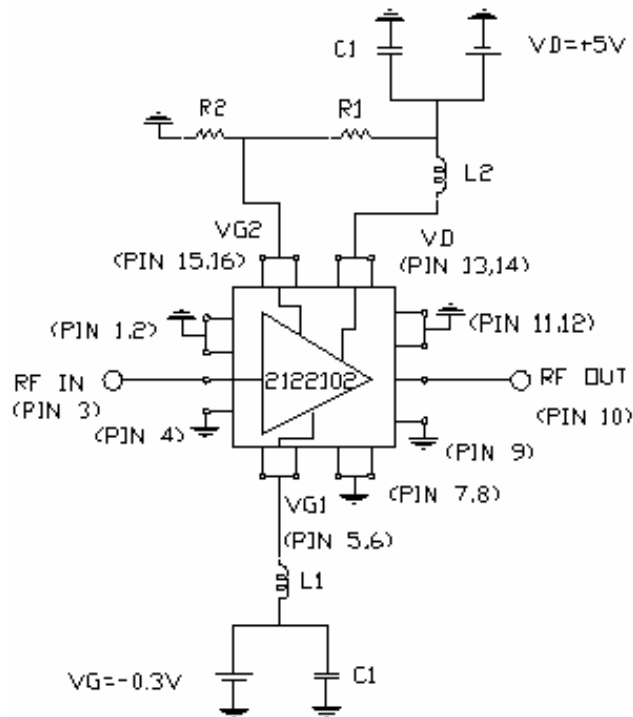 C1
VD=+5V
R2
R1
L2
VG2
(PIN 15,16)
VD
(PIN 13,14)
(PIN 1,2)
(PIN 11,12)
2122102
RF IN
(PIN 3)
RF OUT
(PIN 10)
(PIN 4)
(PIN 9)
VG1
(PIN 7,8)
(PIN 5,6)
L1
VG=-0.3V
C1